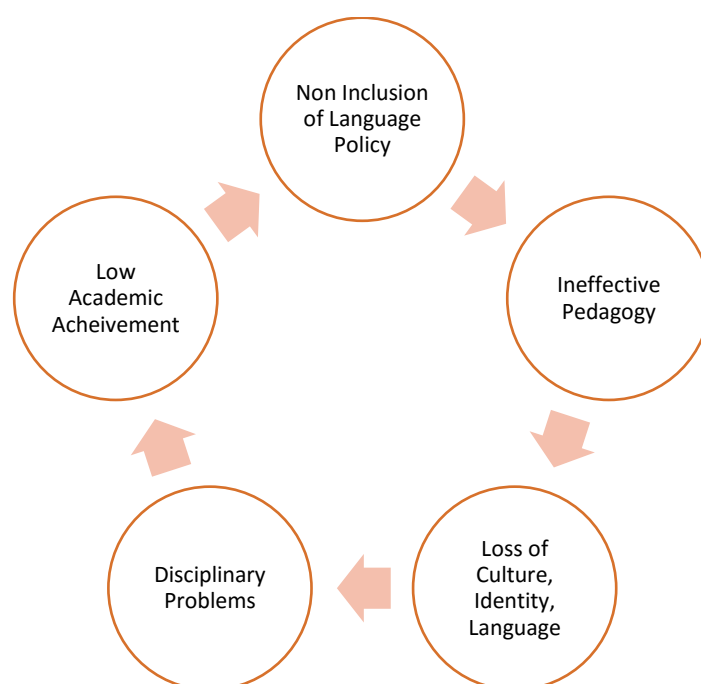 Non Inclusion
of Language
Policy
Ineffective
Pedagogy
Loss of
Culture,
Identity,
Language
Disciplinary
Problems
Low
Academic
Acheivement